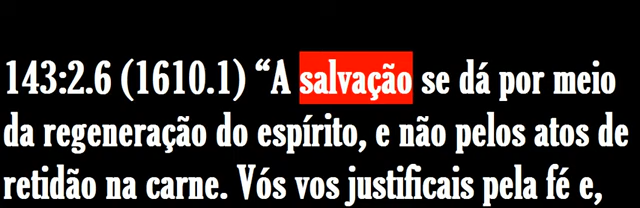 143:2.6 (1610.1) “A salvação se dá por meio
da regeneração do espírito, e não pelos atos de
retidão na carne. Vós vos justificais pela fé e,